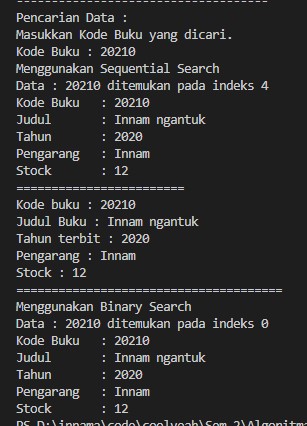 ------------------------------------
Pencarian Data :
Masukkan Kode Buku yang dicari.
Kode Buku : 20210
Menggunakan Sequential Search
Data : 20210 ditemukan pada indeks 4
Kode Buku   : 20210
Judul       : Innam ngantuk
Tahun       : 2020
Pengarang   : Innam
Stock       : 12
========================
Kode buku : 20210
Judul Buku : Innam ngantuk
Tahun terbit : 2020
Pengarang : Innam
Stock : 12
======================================
Menggunakan Binary Search
Data : 20210 ditemukan pada indeks 0
Kode Buku   : 20210
Judul       : Innam ngantuk
Tahun       : 2020
Pengarang   : Innam
Stock       : 12
PS D:\innama\code\coolyeah\Sem 2\Algoritma